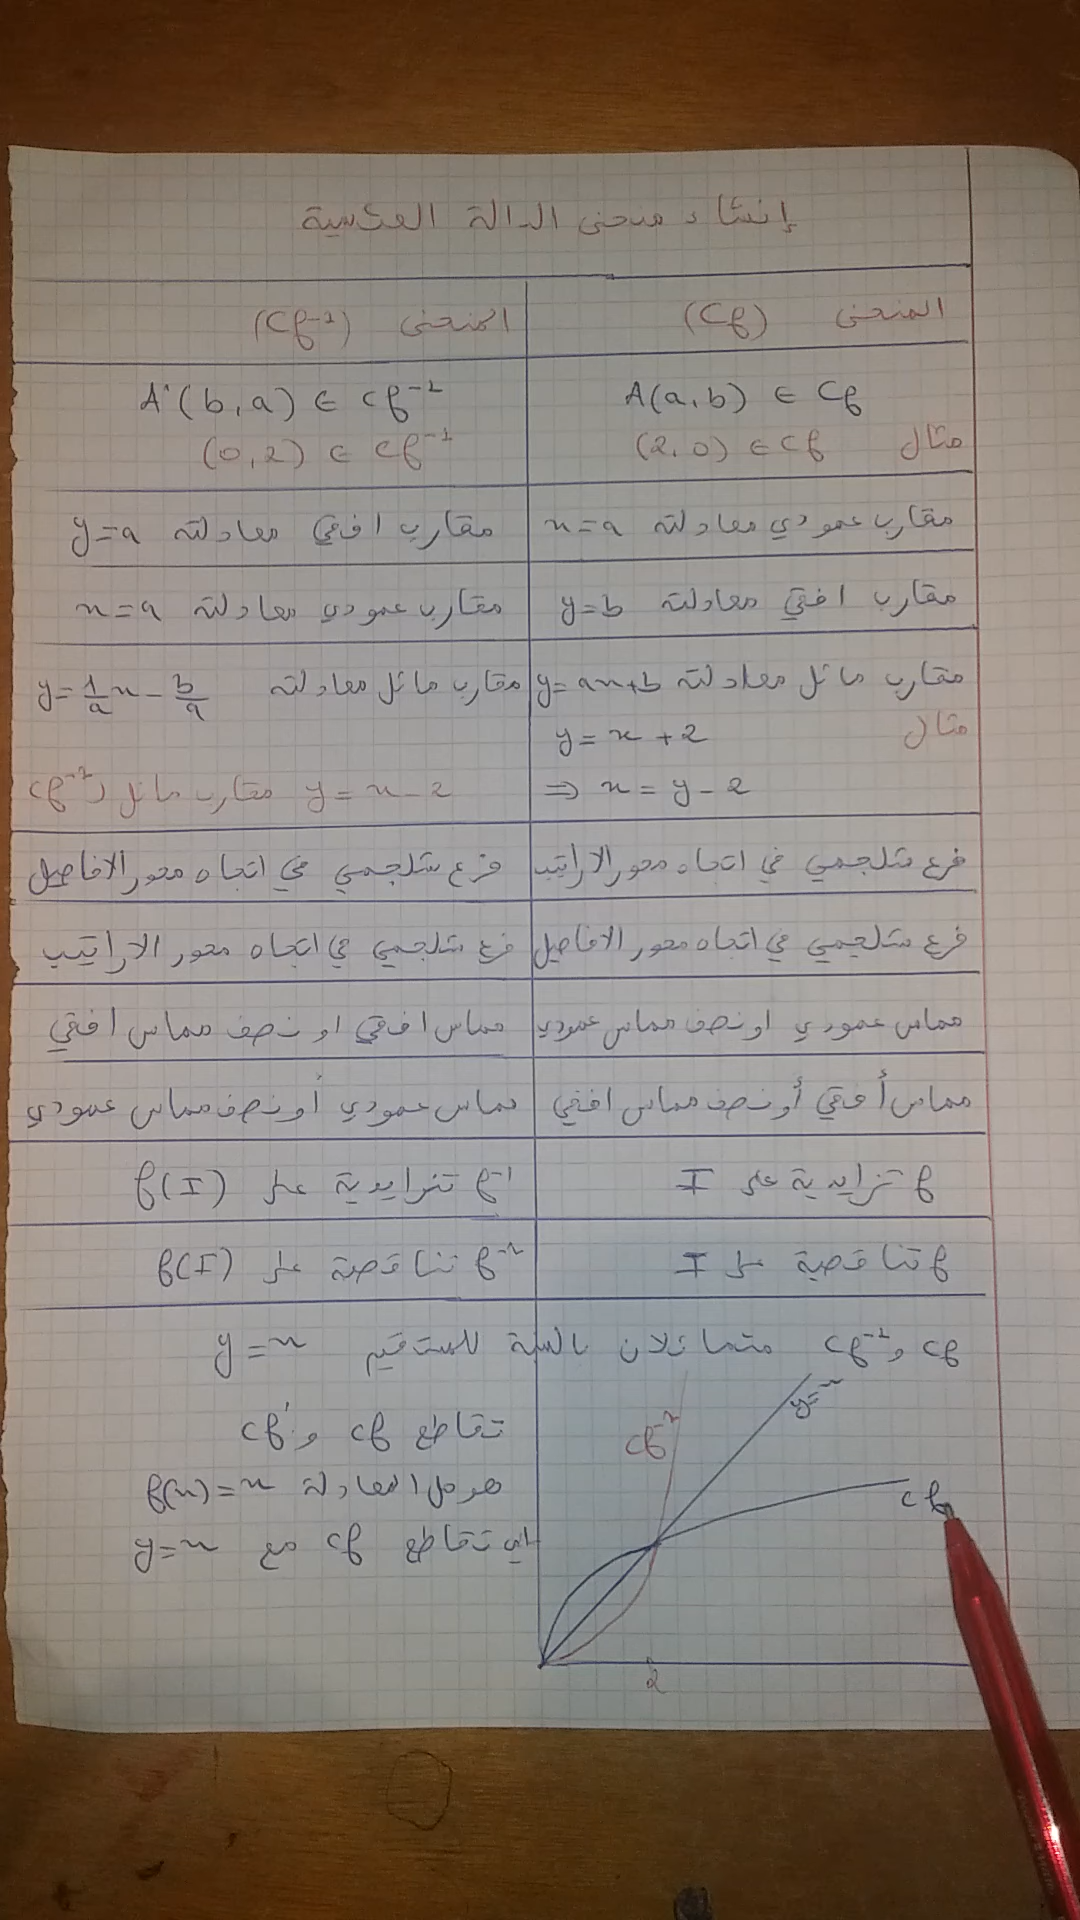 إنشاء منحنى الدالة العكسية
المنحنى (Cf)
المنحنى (Cf⁻¹)
A(a,b) ∈ Cf
A'(b,a) ∈ Cf⁻¹
مثال (2,0) ∈ Cf
(0,2) ∈ Cf⁻¹
مقارب عمودي معادلته x=a
مقارب افقي معادلته y=a
مقارب افقي معادلته y=b
مقارب عمودي معادلته x=a
مقارب مائل معادلته y=ax+b
مقارب مائل معادلته y=1/a x - b/a
مثال y = x + 2
⇒ x = y - 2
y = x - 2 مقارب مائل لـ Cf⁻¹
فرع شلجمي في اتجاه محور الاراتيب
فرع شلجمي في اتجاه محور الافاصيل
فرع شلجمي في اتجاه محور الافاصيل
فرع شلجمي في اتجاه محور الاراتيب
مماس عمودي او نصف مماس عمودي
مماس افقي او نصف مماس افقي
مماس أفقي أو نصف مماس افقي
مماس عمودي أو نصف مماس عمودي
f تزايدية على I
f⁻¹ تزايدية على f(I)
f تناقصية على I
f⁻¹ تناقصية على f(I)
Cf و Cf⁻¹ متماثلان بالنسبة للمستقيم y=x
تقاطع Cf و Cf'
هو حل المعادلة f(x)=x
اي تقاطع Cf مع y=x
Cf⁻¹
y=x
Cf
2